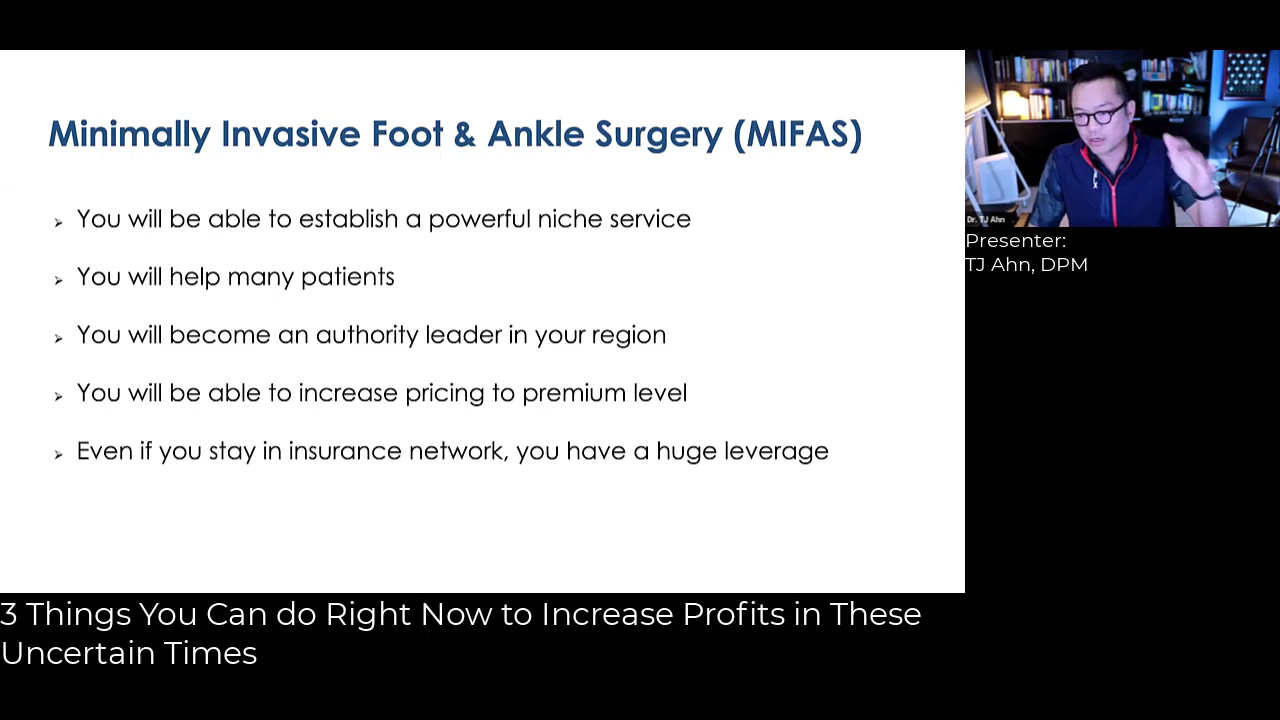 Minimally Invasive Foot & Ankle Surgery (MIFAS)
You will be able to establish a powerful niche service
You will help many patients
You will become an authority leader in your region
You will be able to increase pricing to premium level
Even if you stay in insurance network, you have a huge leverage
Dr. TJ Ahn
Presenter:
TJ Ahn, DPM
3 Things You Can do Right Now to Increase Profits in These
Uncertain Times